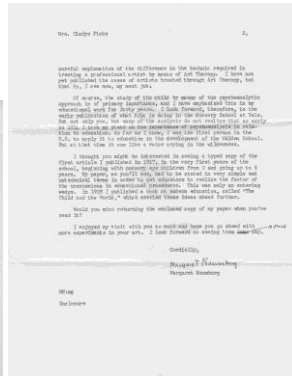 Mrs. Gladys
2.
careful explanation of the difference in the technic required in
treating a professional artist by means of Art Therapy. I have not
yet published the cases of artists treated through Art Therapy, but
that is, I see now, my next job.
Of course, the study of the child by means of the psychoanalytic
approach is of primary importance, and I have emphasized this in my
educational work for forty years. I look forward, therefore, to the
early publication of what this is doing in the Nursery School at Yale.
But not only you, but many of the analysts do not realize that as early
as 1914 I took my stand on the importance of psychoanalysis in rela-
tion to education. As far as I know, I was the first person in the
U.S. to apply it to education in the development of the Walden School.
But at that time it was like a voice crying in the wilderness.
I thought you might be interested in seeing a typed copy of the
first article I published in 1917, in the very first years of the
school, beginning with nursery age children from 2 and going up to 6
years. My paper, as you'll see, had to be stated in very simple and
untechnical terms in order to get educators to realize the factor of
the unconscious in educational procedures. This was only an entering
wedge. In 1928 I published a book on modern education, called "The
Child and the World," which carried these ideas ahead further.
Would you mind returning the enclosed copy of my paper when you've
read it?
I enjoyed my visit with you so much and hope you go ahead with
more experiments in your art. I look forward to seeing them day.
Cordially,
Margaret Naumburg
Margaret Naumburg
MN:mg
Enclosure